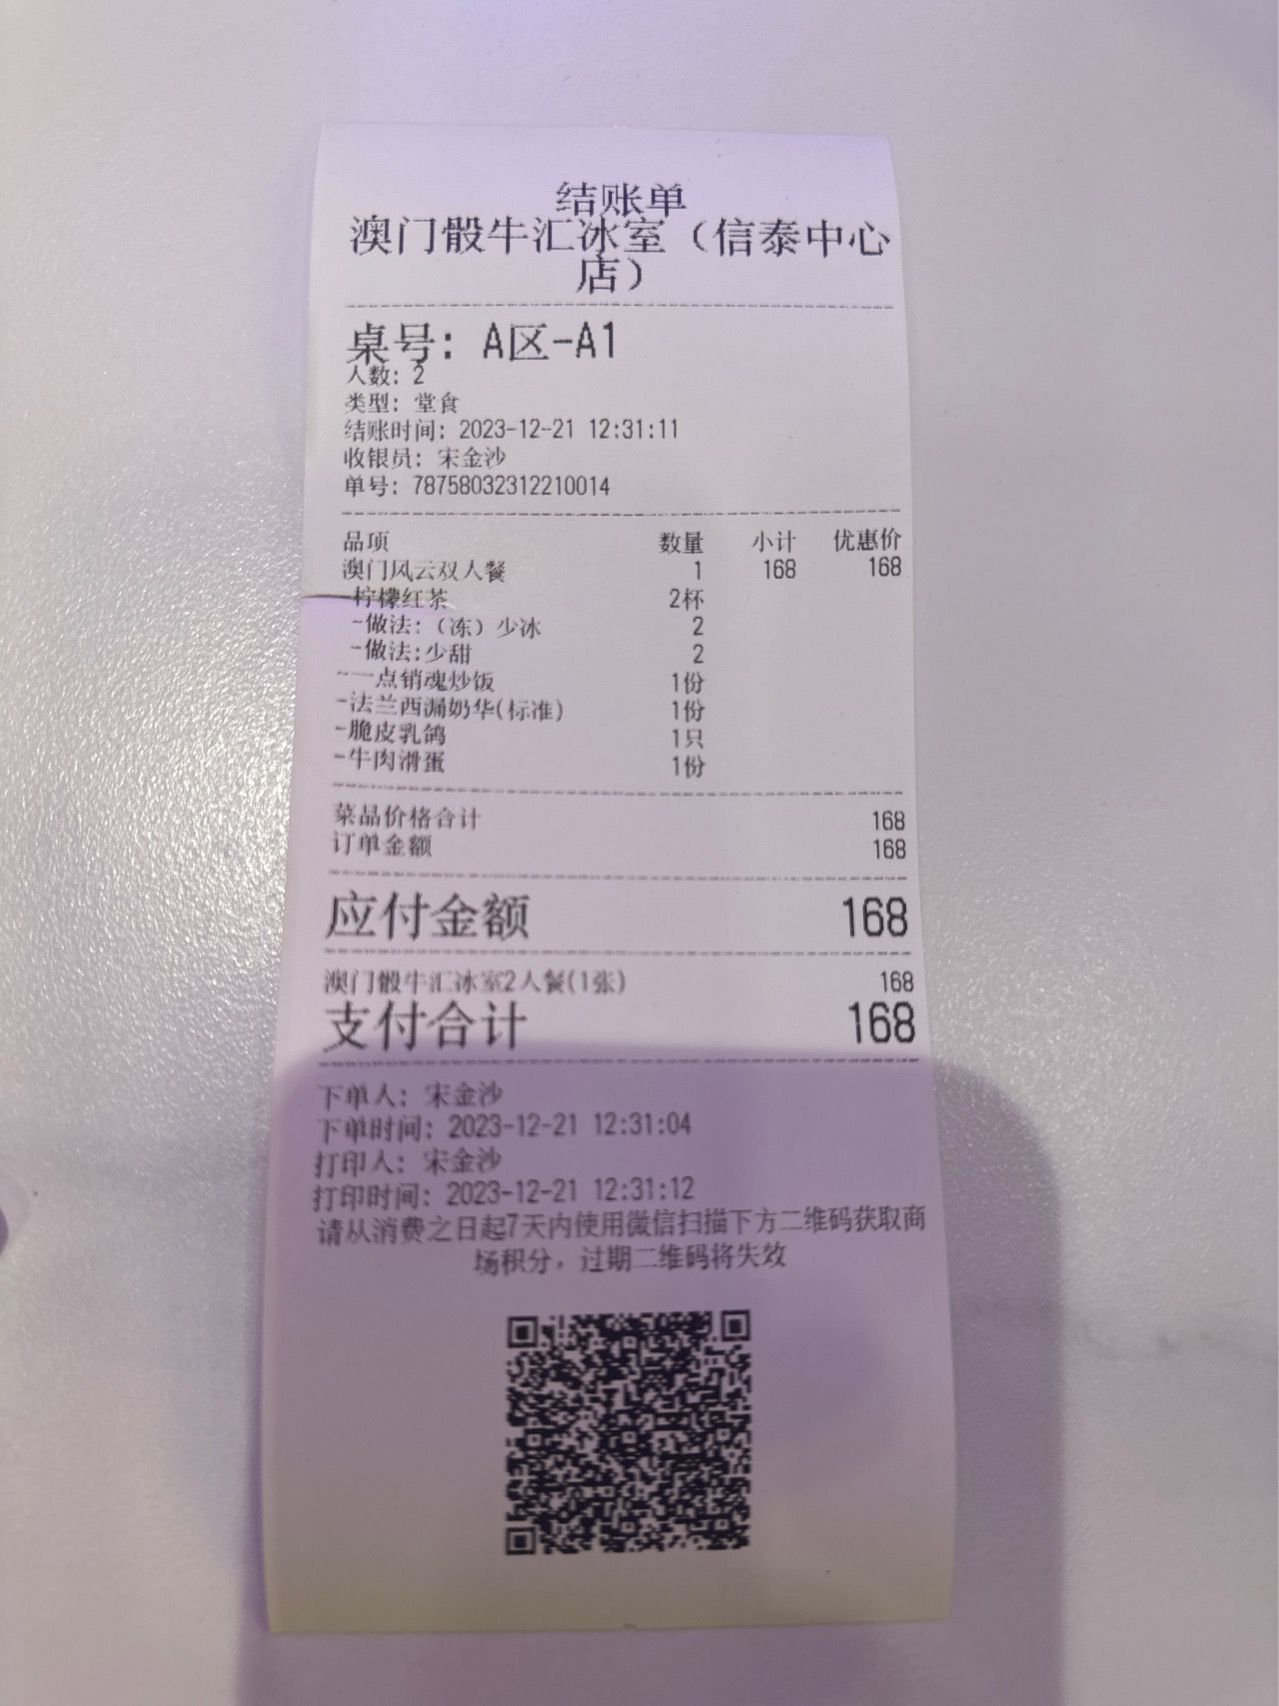 结账单
澳门骰牛汇冰室（信泰中心
店）
桌号：A区-A1
人数：2
类型：堂食
结账时间：2023-12-21 12:31:11
收银员：宋金沙
单号：78758032312210014
品项 数量 小计 优惠价
澳门风云双人餐 1 168 168
-柠檬红茶 2杯
-做法:（冻）少冰 2
-做法:少甜 2
-一点销魂炒饭 1份
-法兰西漏奶华(标准) 1份
-脆皮乳鸽 1只
-牛肉滑蛋 1份
菜品价格合计 168
订单金额 168
应付金额 168
澳门骰牛汇冰室2人餐(1张) 168
支付合计 168
下单人：宋金沙
下单时间：2023-12-21 12:31:04
打印人：宋金沙
打印时间：2023-12-21 12:31:12
请从消费之日起7天内使用微信扫描下方二维码获取商
场积分，过期二维码将失效